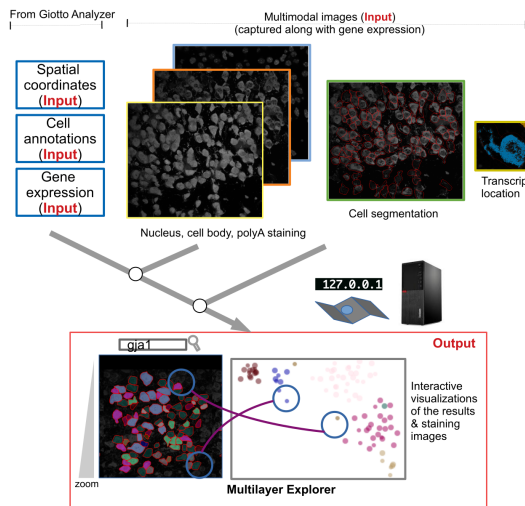 From Giotto Analyzer
Multimodal images (Input)
(captured along with gene expression)
Spatial
coordinates
(Input)
Cell
annotations
(Input)
Gene
expression
(Input)
Nucleus, cell body, polyA staining
Cell segmentation
Transcript
location
127.0.0.1
Output
gja1
zoom
Interactive
visualizations
of the results
& staining
images
Multilayer Explorer